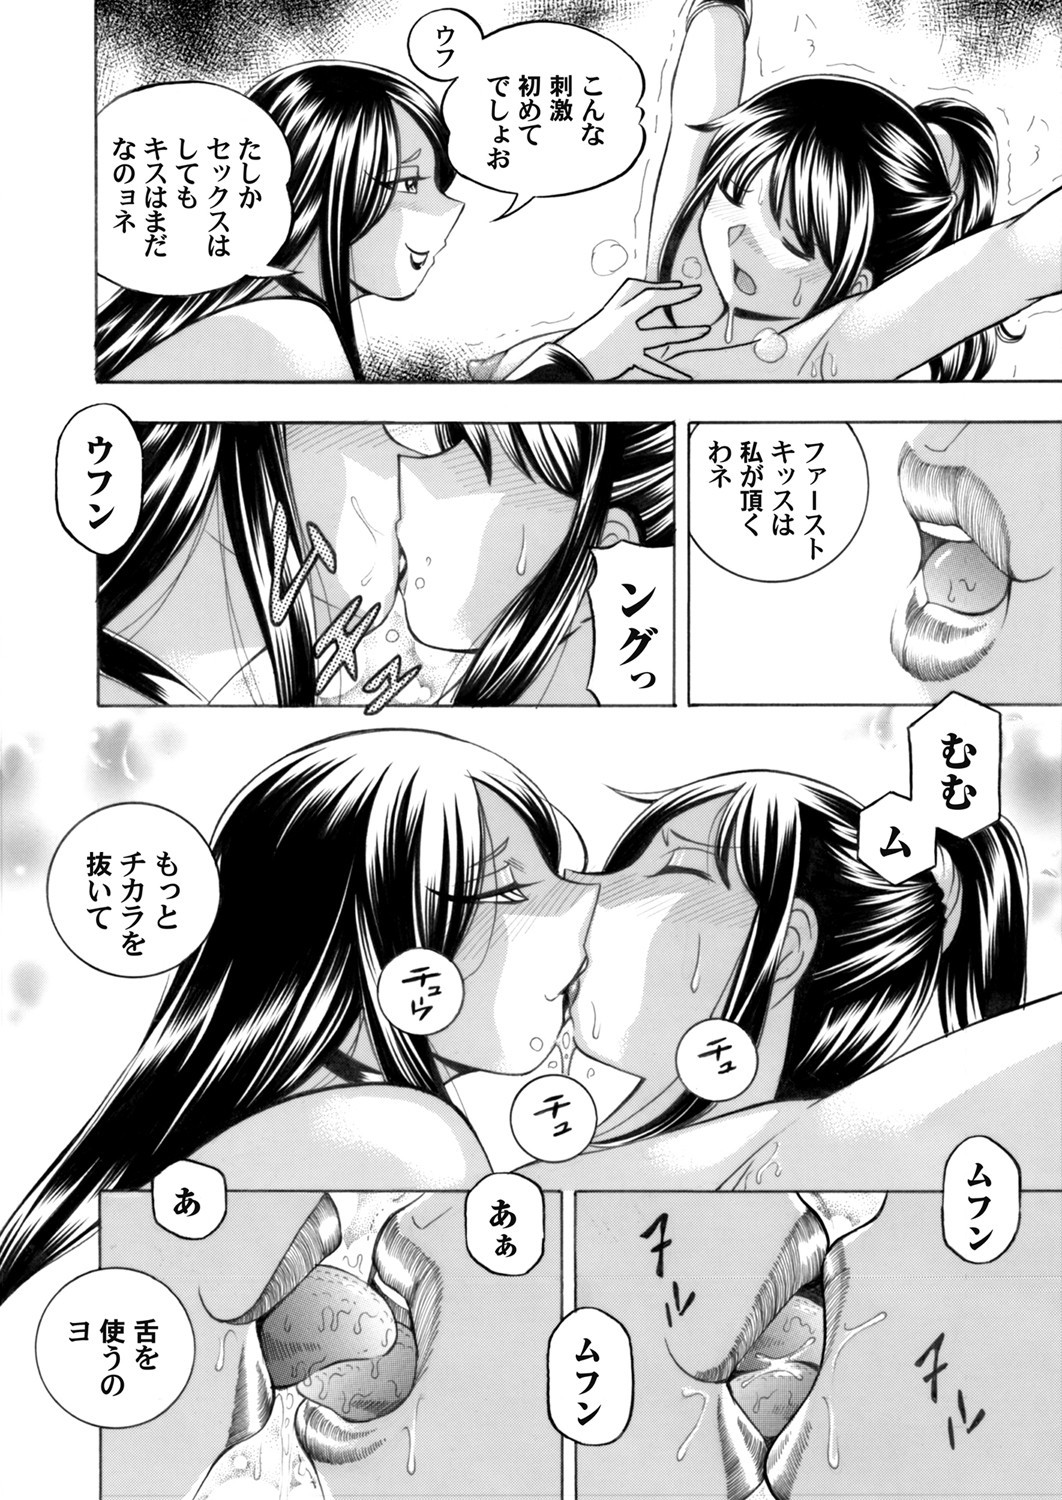 こんな
刺激
初めて
でしょお
ウフ
たしか
セックスは
しても
キスはまだ
なのョネ
ファースト
キッスは
私が頂く
わネ
ングっ
ウフン
むむ
ム
もっと
チカラを
抜いて
チュッ
チュ
チュ
ムフン
フル
フル
ムフン
あぁ
あ
舌を
使うの
ヨ